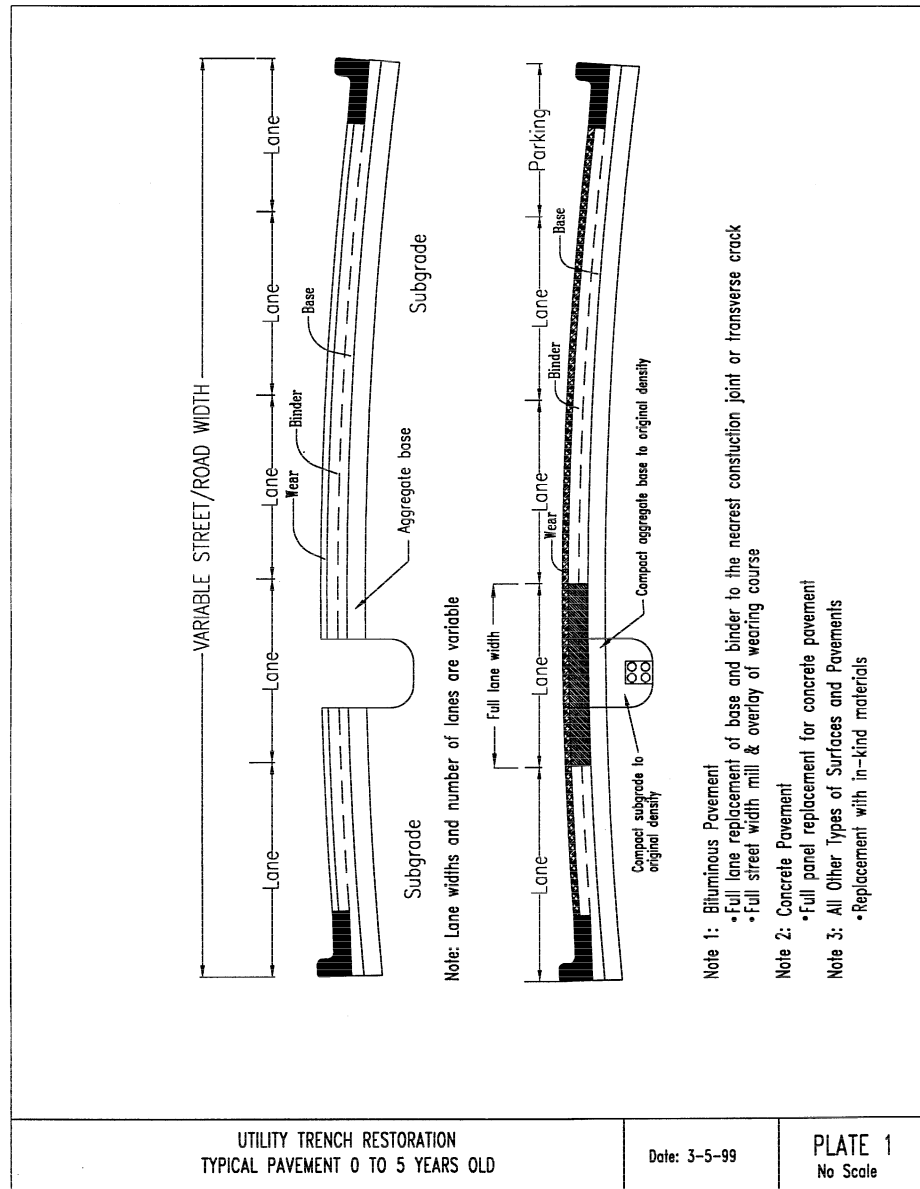 VARIABLE STREET/ROAD WIDTH
Lane
Lane
Lane
Lane
Lane
Wear
Binder
Base
Aggregate base
Subgrade
Subgrade
Note: Lane widths and number of lanes are variable
Full lane width
Lane
Lane
Lane
Lane
Parking
Wear
Binder
Base
Compact subgrade to
original density
Compact aggregate base to original density
Note 1: Bituminous Pavement
• Full lane replacement of base and binder to the nearest constuction joint or transverse crack
• Full street width mill & overlay of wearing course
Note 2: Concrete Pavement
• Full panel replacement for concrete pavement
Note 3: All Other Types of Surfaces and Pavements
• Replacement with in-kind materials
UTILITY TRENCH RESTORATION
TYPICAL PAVEMENT 0 TO 5 YEARS OLD
Date: 3-5-99
PLATE 1
No Scale